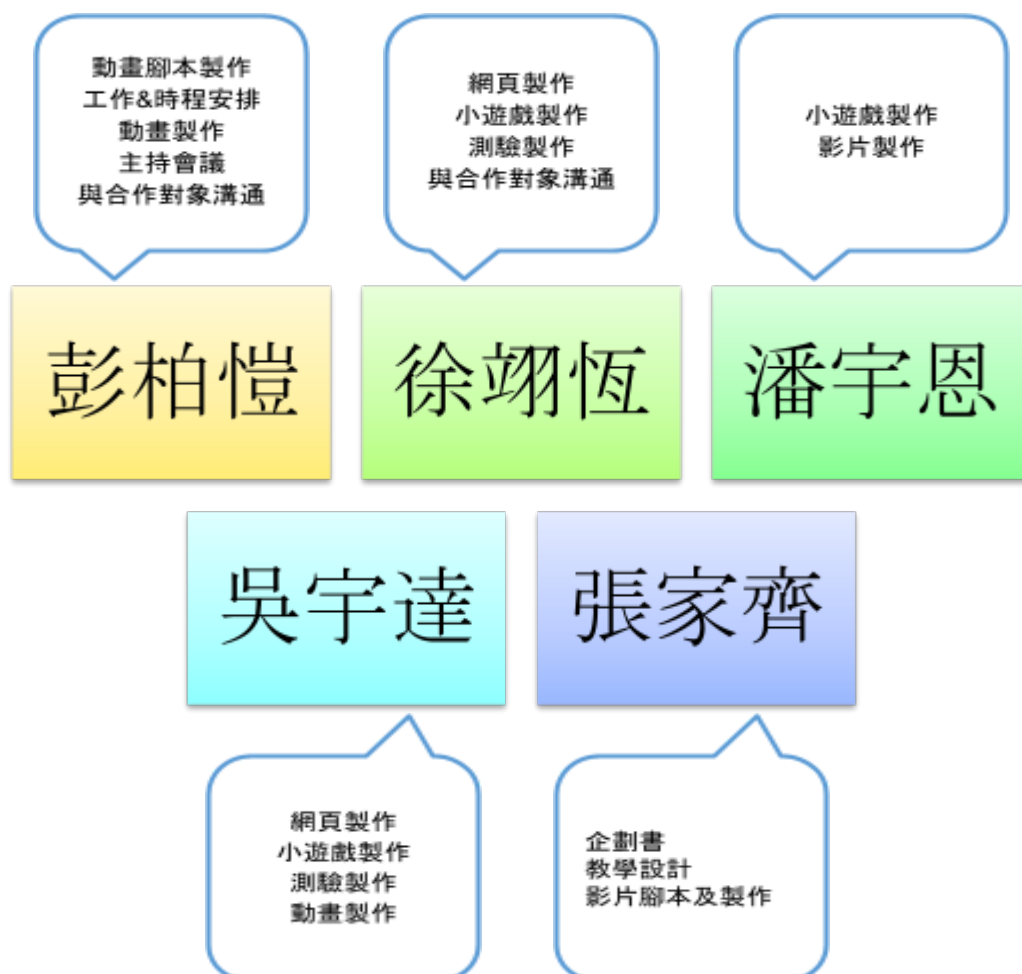 動畫腳本製作
工作&時程安排
動畫製作
主持會議
與合作對象溝通
網頁製作
小遊戲製作
測驗製作
與合作對象溝通
小遊戲製作
影片製作
彭柏愷
徐翊恆
潘宇恩
吳宇達
張家齊
網頁製作
小遊戲製作
測驗製作
動畫製作
企劃書
教學設計
影片腳本及製作